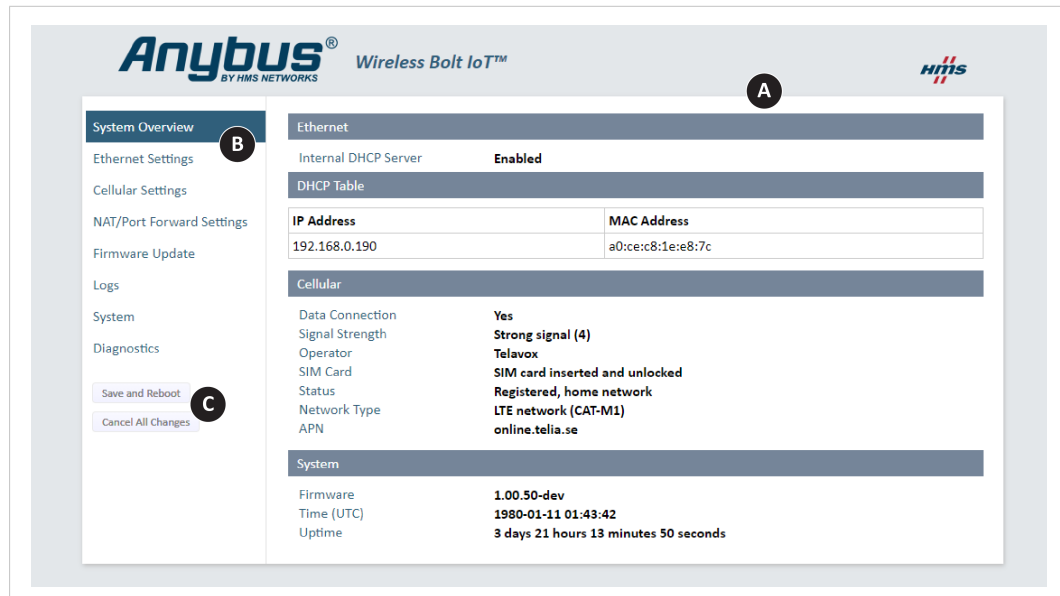 Anybus®
BY HMS NETWORKS
Wireless Bolt IoT™
HMS
A
System Overview
B
Ethernet Settings
Cellular Settings
NAT/Port Forward Settings
Firmware Update
Logs
System
Diagnostics
Save and Reboot
C
Cancel All Changes
Ethernet
Internal DHCP Server Enabled
DHCP Table
IP Address MAC Address
192.168.0.190 a0:ce:c8:1e:e8:7c
Cellular
Data Connection Yes
Signal Strength Strong signal (4)
Operator Telavox
SIM Card SIM card inserted and unlocked
Status Registered, home network
Network Type LTE network (CAT-M1)
APN online.telia.se
System
Firmware 1.00.50-dev
Time (UTC) 1980-01-11 01:43:42
Uptime 3 days 21 hours 13 minutes 50 seconds